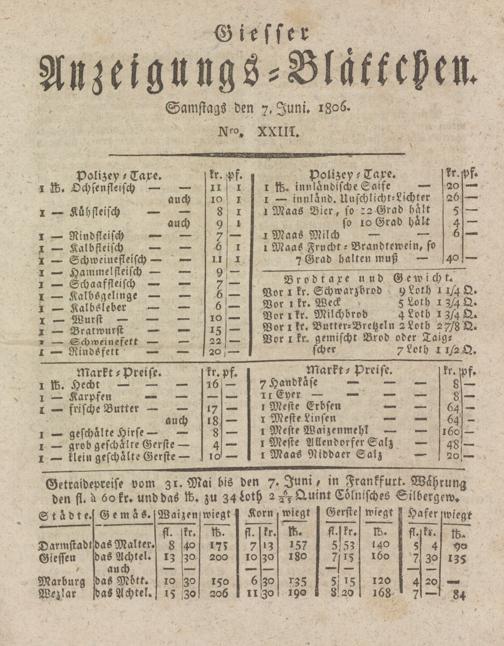 Giesser
Anzeigungs-Blättchen.
Samstags den 7. Juni. 1806.
Nro. XXIII.
Polizey-Taxe. kr. pf.
1 ℔. Ochsenfleisch — — 11 1
auch 10 1
1 — Kühfleisch — — 8 1
auch 9 1
1 — Rindfleisch — — 7 —
1 — Kalbfleisch — — 6 1
1 — Schweinefleisch — — 11 1
1 — Hammelfleisch — — 9 —
1 — Schaaffleisch — — 7 —
1 — Kalbsgelinge — — 6 —
1 — Kalbsleber — — 6 —
1 — Wurst — — 10 —
1 — Bratwurst — — 15 —
1 — Schweinefett — — 22 —
1 — Rindsfett — — 20 —
Polizey-Taxe. kr. pf.
1 ℔. innländische Saife — 20 —
1 — innländ. Unschlicht-Lichter 26 —
1 Maas Bier, so 12 Grad hält 5 —
so 10 Grad hält 4 —
1 Maas Milch — 6 —
1 Maas Frucht-Brandtewein, so
7 Grad halten muß — 40 —
Brodtaxe und Gewicht.
Vor 1 kr. Schwarzbrod 9 Loth 1 1/4 Q.
Vor 1 kr. Weck 5 Loth 1 3/4 Q.
Vor 1 kr. Milchbrod 4 Loth 1 3/4 Q.
Vor 1 kr. Butter-Bretzeln 2 Loth 2 7/8 Q.
Vor 1 kr. gemischt Brod oder Taig-
scher 7 Loth 1 1/2 Q.
Markt-Preise. kr. pf.
1 ℔. Hecht — — 16 —
1 — Karpfen — — —
1 — frische Butter — — 17 —
auch 18 —
1 — geschälte Hirse — 8 —
1 — grob geschälte Gerste — 4 —
1 — klein geschälte Gerste — 10 —
Markt-Preise. kr. pf.
7 Handkäse — — 8 —
11 Eyer — — 8 —
1 Meste Erbsen — 64 —
1 Meste Linsen — 64 —
1 Meste Waizenmehl — 160 —
1 Meste Allendorfer Salz — 48 —
1 Maas Niddaer Salz — 20 —
Getraidepreise vom 31. Mai bis den 7. Juni, in Frankfurt. Währung
den fl. à 60 kr. und das ℔. zu 34 Loth 2 Quint Cölnisches Silbergew.
Städte. Gemäs. Waizen wiegt Korn wiegt Gerste wiegt Hafer wiegt
fl. kr. ℔. fl. kr. ℔. fl. kr. ℔. fl. kr. ℔.
Darmstadt das Malter. 8 40 175 7 13 157 5 53 140 5 4 90
Giessen das Achtel. 13 30 200 10 30 180 7 15 160 7 30 135
— auch — — — — — — — — —
Marburg das Mött. 10 30 150 6 30 135 5 15 120 4 20 —
Wezlar das Achtel. 15 30 206 11 30 190 8 20 168 7 — 84